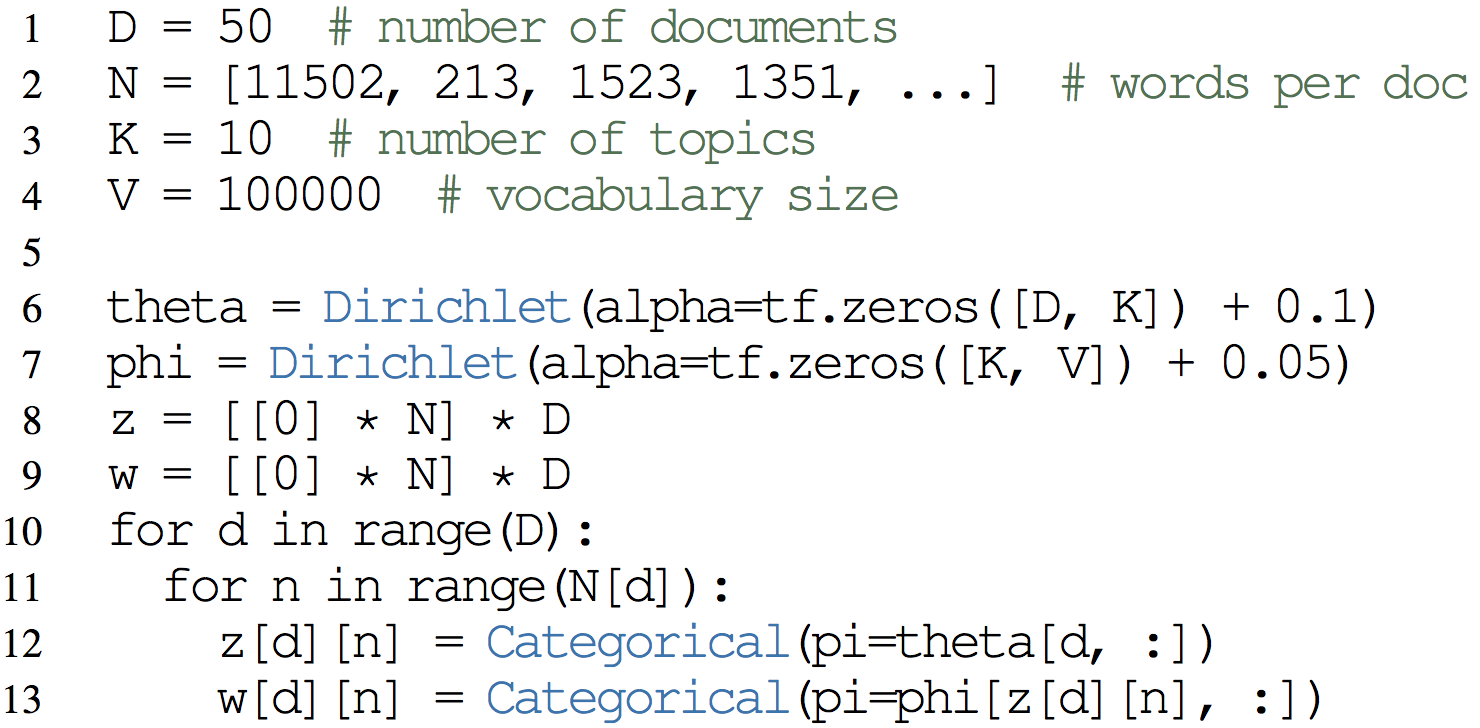 1 D = 50 # number of documents
2 N = [11502, 213, 1523, 1351, ...] # words per doc
3 K = 10 # number of topics
4 V = 100000 # vocabulary size
5
6 theta = Dirichlet(alpha=tf.zeros([D, K]) + 0.1)
7 phi = Dirichlet(alpha=tf.zeros([K, V]) + 0.05)
8 z = [[0] * N] * D
9 w = [[0] * N] * D
10 for d in range(D):
11   for n in range(N[d]):
12     z[d][n] = Categorical(pi=theta[d, :])
13     w[d][n] = Categorical(pi=phi[z[d][n], :])